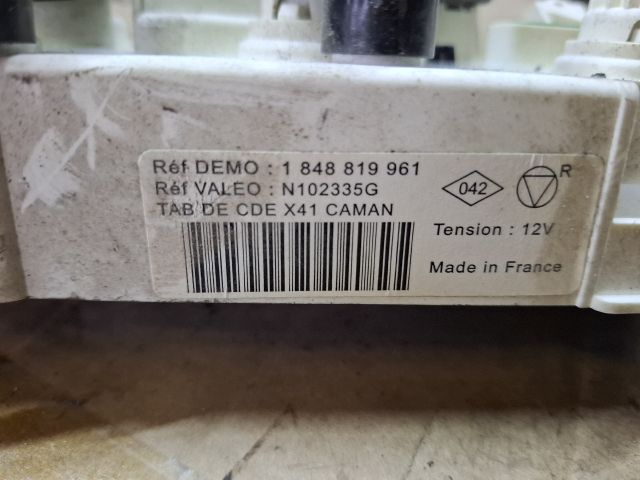 Réf DEMO : 1 848 819 961
Réf VALEO : N102335G
TAB DE CDE X41 CAMAN
042
R
Tension : 12V
Made in France